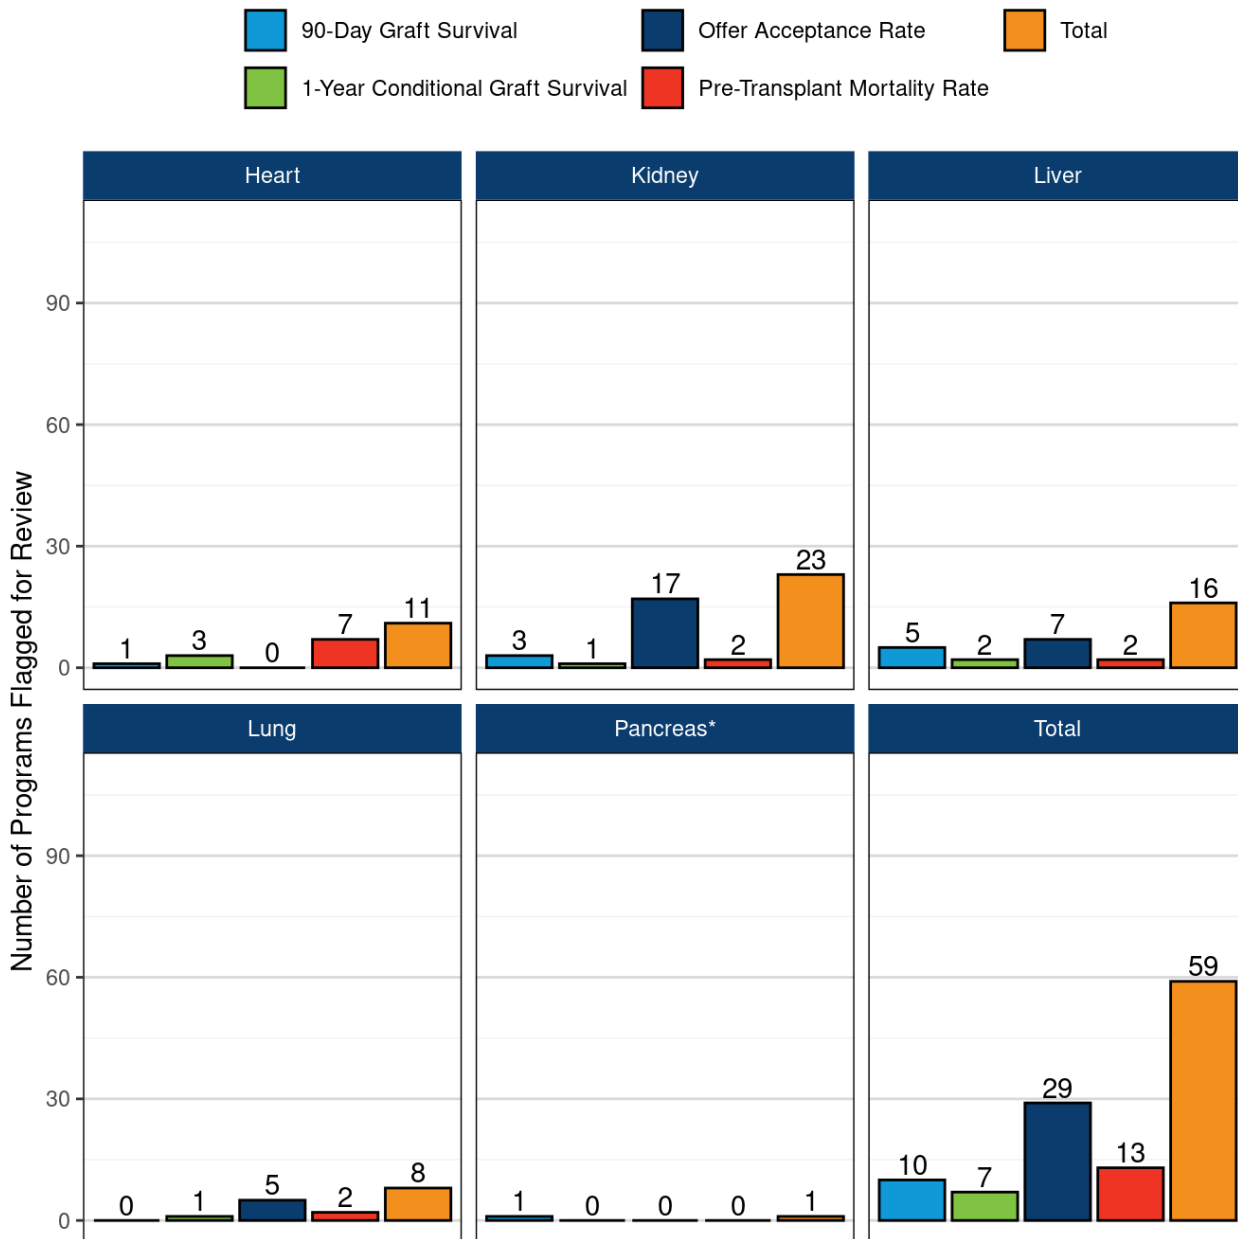 90-Day Graft Survival Offer Acceptance Rate Total
1-Year Conditional Graft Survival Pre-Transplant Mortality Rate
Number of Programs Flagged for Review
Heart Kidney Liver
90
60
30
0
1 3 0 7 11
3 1 17 2 23
5 2 7 2 16
Lung Pancreas* Total
90
60
30
0
0 1 5 2 8
1 0 0 0 1
10 7 29 13 59